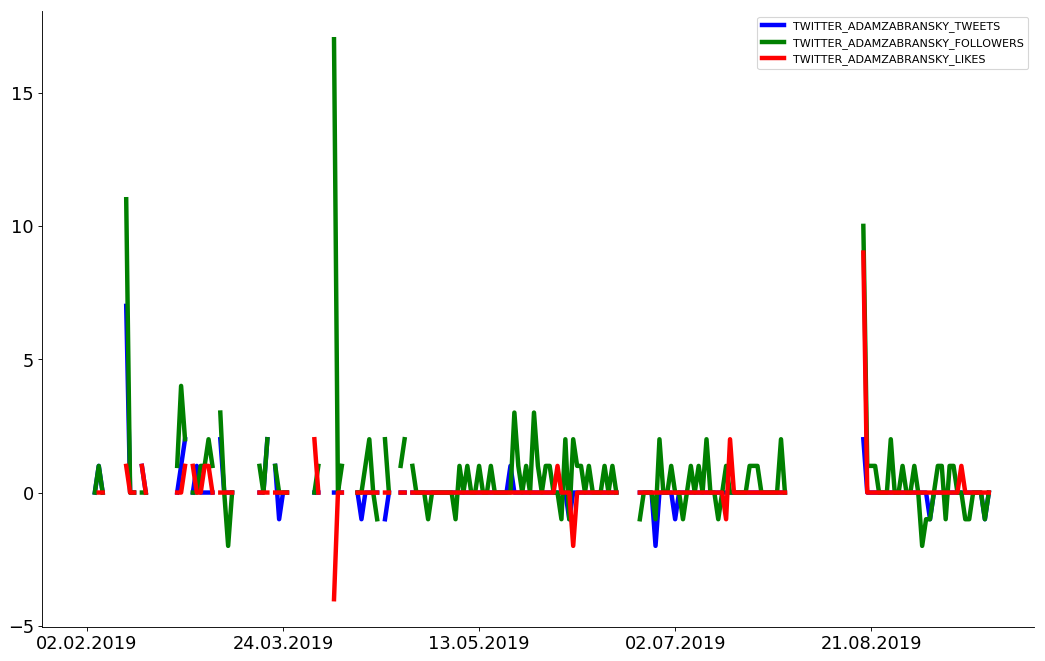 TWITTER_ADAMZABRANSKY_TWEETS
TWITTER_ADAMZABRANSKY_FOLLOWERS
TWITTER_ADAMZABRANSKY_LIKES
15
10
5
0
−5
02.02.2019 24.03.2019 13.05.2019 02.07.2019 21.08.2019